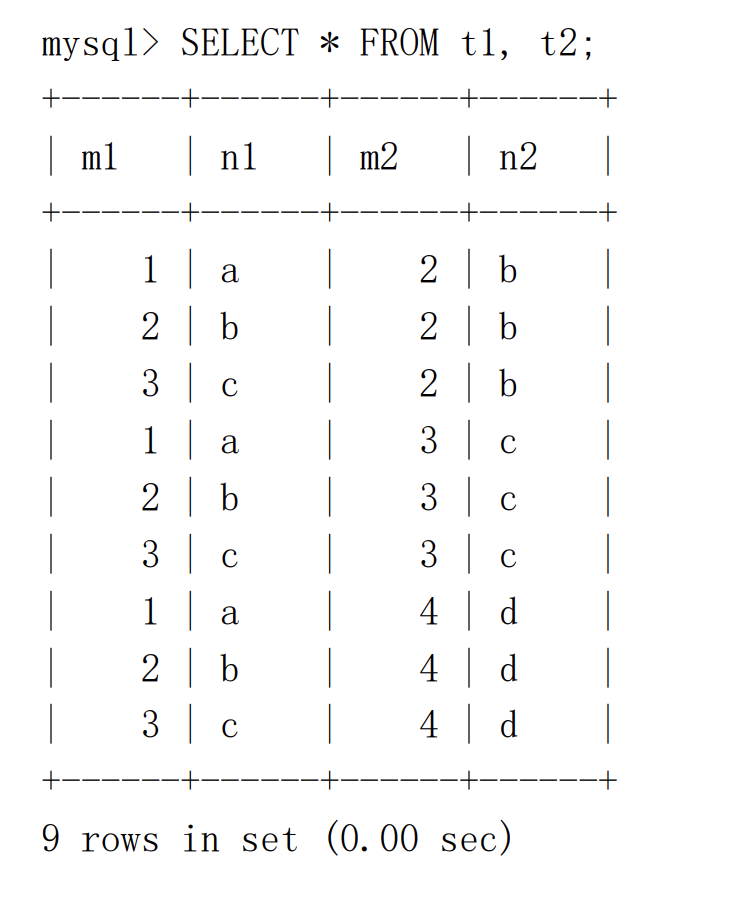 mysql> SELECT * FROM t1, t2;
+------+------+------+------+
| m1   | n1   | m2   | n2   |
+------+------+------+------+
|    1 | a    |    2 | b    |
|    2 | b    |    2 | b    |
|    3 | c    |    2 | b    |
|    1 | a    |    3 | c    |
|    2 | b    |    3 | c    |
|    3 | c    |    3 | c    |
|    1 | a    |    4 | d    |
|    2 | b    |    4 | d    |
|    3 | c    |    4 | d    |
+------+------+------+------+
9 rows in set (0.00 sec)